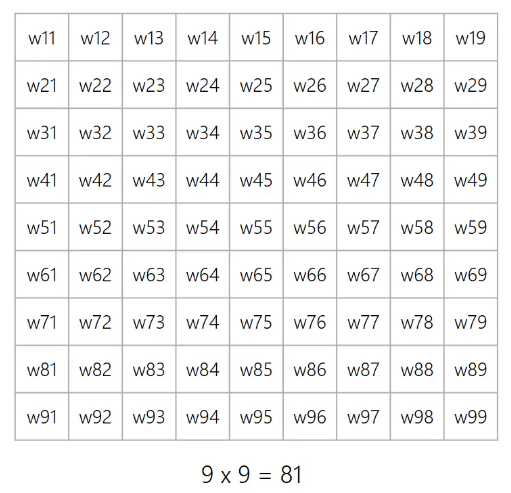 w11 w12 w13 w14 w15 w16 w17 w18 w19
w21 w22 w23 w24 w25 w26 w27 w28 w29
w31 w32 w33 w34 w35 w36 w37 w38 w39
w41 w42 w43 w44 w45 w46 w47 w48 w49
w51 w52 w53 w54 w55 w56 w57 w58 w59
w61 w62 w63 w64 w65 w66 w67 w68 w69
w71 w72 w73 w74 w75 w76 w77 w78 w79
w81 w82 w83 w84 w85 w86 w87 w88 w89
w91 w92 w93 w94 w95 w96 w97 w98 w99
9 x 9 = 81